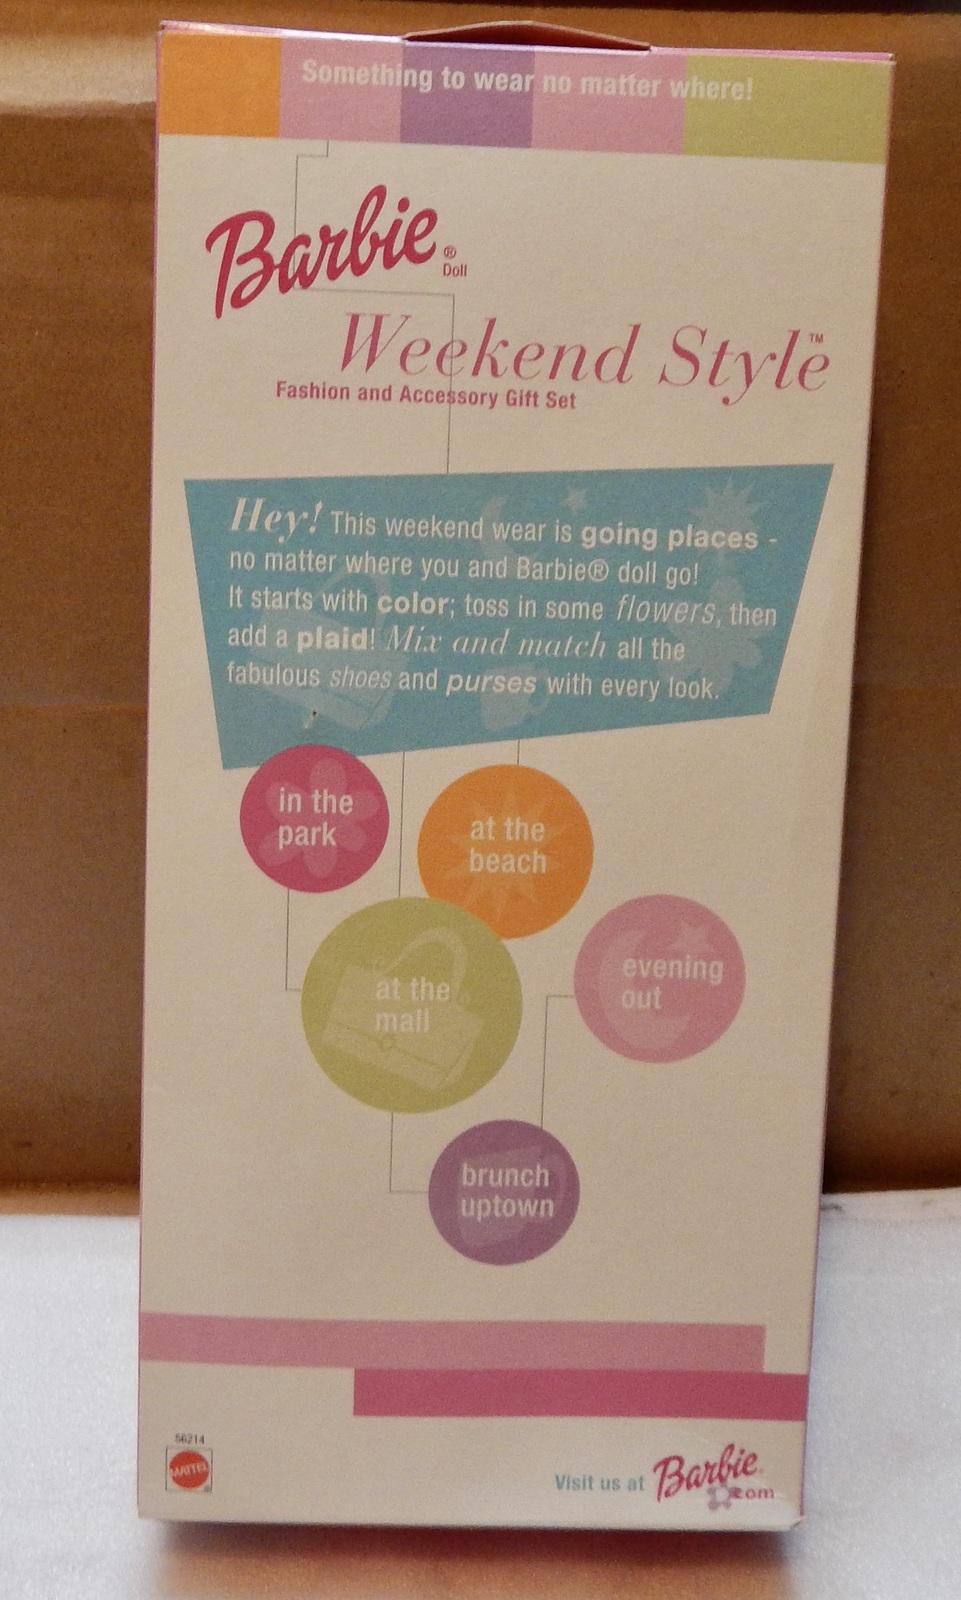 Something to wear no matter where!
Barbie®
Doll
Weekend Style™
Fashion and Accessory Gift Set
Hey! This weekend wear is going places -
no matter where you and Barbie® doll go!
It starts with color; toss in some flowers, then
add a plaid! Mix and match all the
fabulous shoes and purses with every look.
in the
park
at the
beach
at the
mall
evening
out
brunch
uptown
56214
MATTEL
Visit us at Barbie.com